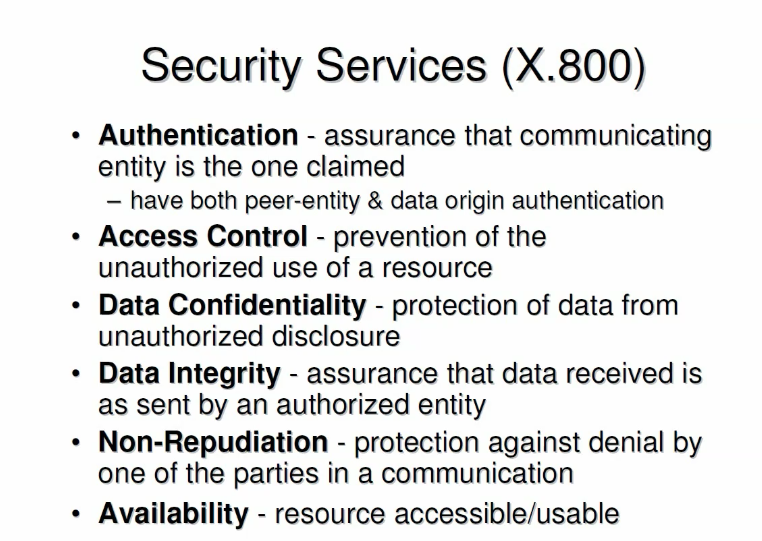 Security Services (X.800)
• Authentication - assurance that communicating
entity is the one claimed
– have both peer-entity & data origin authentication
• Access Control - prevention of the
unauthorized use of a resource
• Data Confidentiality - protection of data from
unauthorized disclosure
• Data Integrity - assurance that data received is
as sent by an authorized entity
• Non-Repudiation - protection against denial by
one of the parties in a communication
• Availability - resource accessible/usable